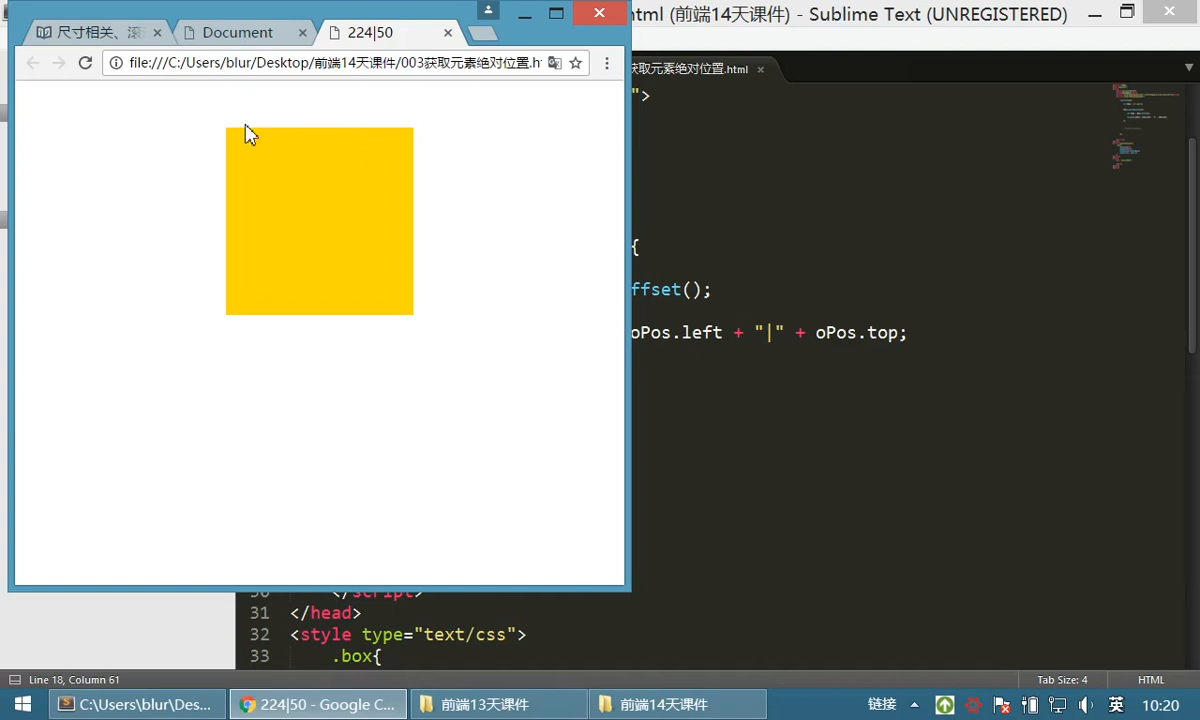 尺寸相关、滚
Document
224|50
file:///C:/Users/blur/Desktop/前端14天课件/003获取元素绝对位置.h
ml (前端14天课件) - Sublime Text (UNREGISTERED)
获取元素绝对位置.html
">
{
ffset();
oPos.left + "|" + oPos.top;
30 </script>
31 </head>
32 <style type="text/css">
33 .box{
Line 18, Column 61
Tab Size: 4
HTML
C:\Users\blur\Des...
224|50 - Google C...
前端13天课件
前端14天课件
链接
英
10:20